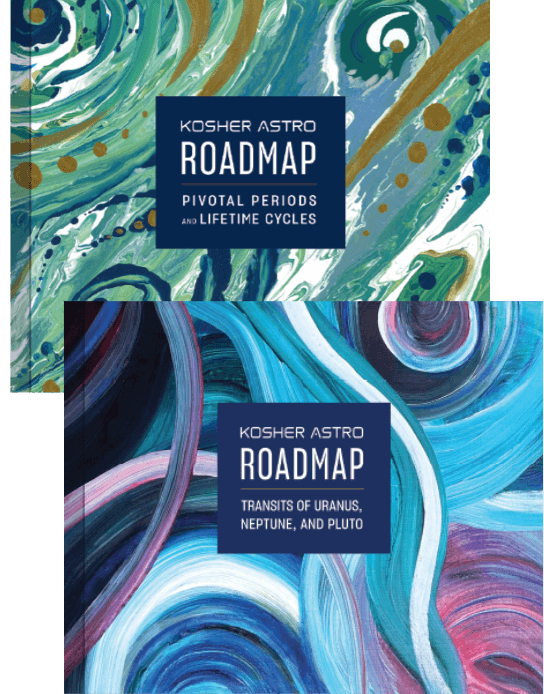 KOSHER ASTRO
ROADMAP
PIVOTAL PERIODS
AND LIFETIME CYCLES
KOSHER ASTRO
ROADMAP
TRANSITS OF URANUS,
NEPTUNE, AND PLUTO